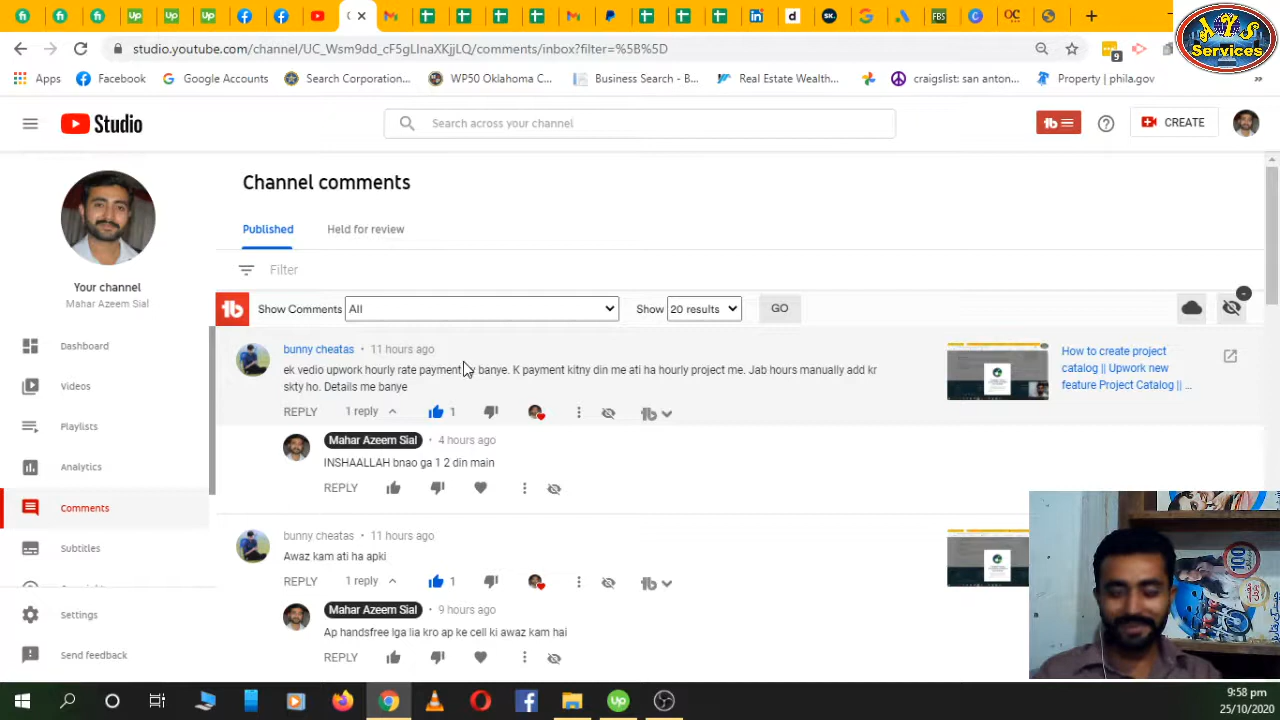 studio.youtube.com/channel/UC_Wsm9dd_cF5gLInaXKjjLQ/comments/inbox?filter=%5B%5D
9
AZS
Services
Apps Facebook Google Accounts Search Corporation... WP50 Oklahoma C... Business Search - B... Real Estate Wealth... craigslist: san anton... Property | phila.gov
Studio
Search across your channel
CREATE
Channel comments
Published Held for review
Filter
Your channel
Mahar Azeem Sial
Show Comments All Show 20 results GO
Dashboard
Videos
Playlists
Analytics
Comments
Subtitles
Settings
Send feedback
bunny cheatas • 11 hours ago
ek vedio upwork hourly rate payment banye. K payment kitny din me ati ha hourly project me. Jab hours manually add kr
skty ho. Details me banye
REPLY 1 reply 1
How to create project
catalog || Upwork new
feature Project Catalog || ...
Mahar Azeem Sial • 4 hours ago
INSHAALLAH bnao ga 1 2 din main
REPLY
bunny cheatas • 11 hours ago
Awaz kam ati ha apki
REPLY 1 reply 1
Mahar Azeem Sial • 9 hours ago
Ap handsfree lga lia kro ap ke cell ki awaz kam hai
REPLY
9:58 pm
25/10/2020